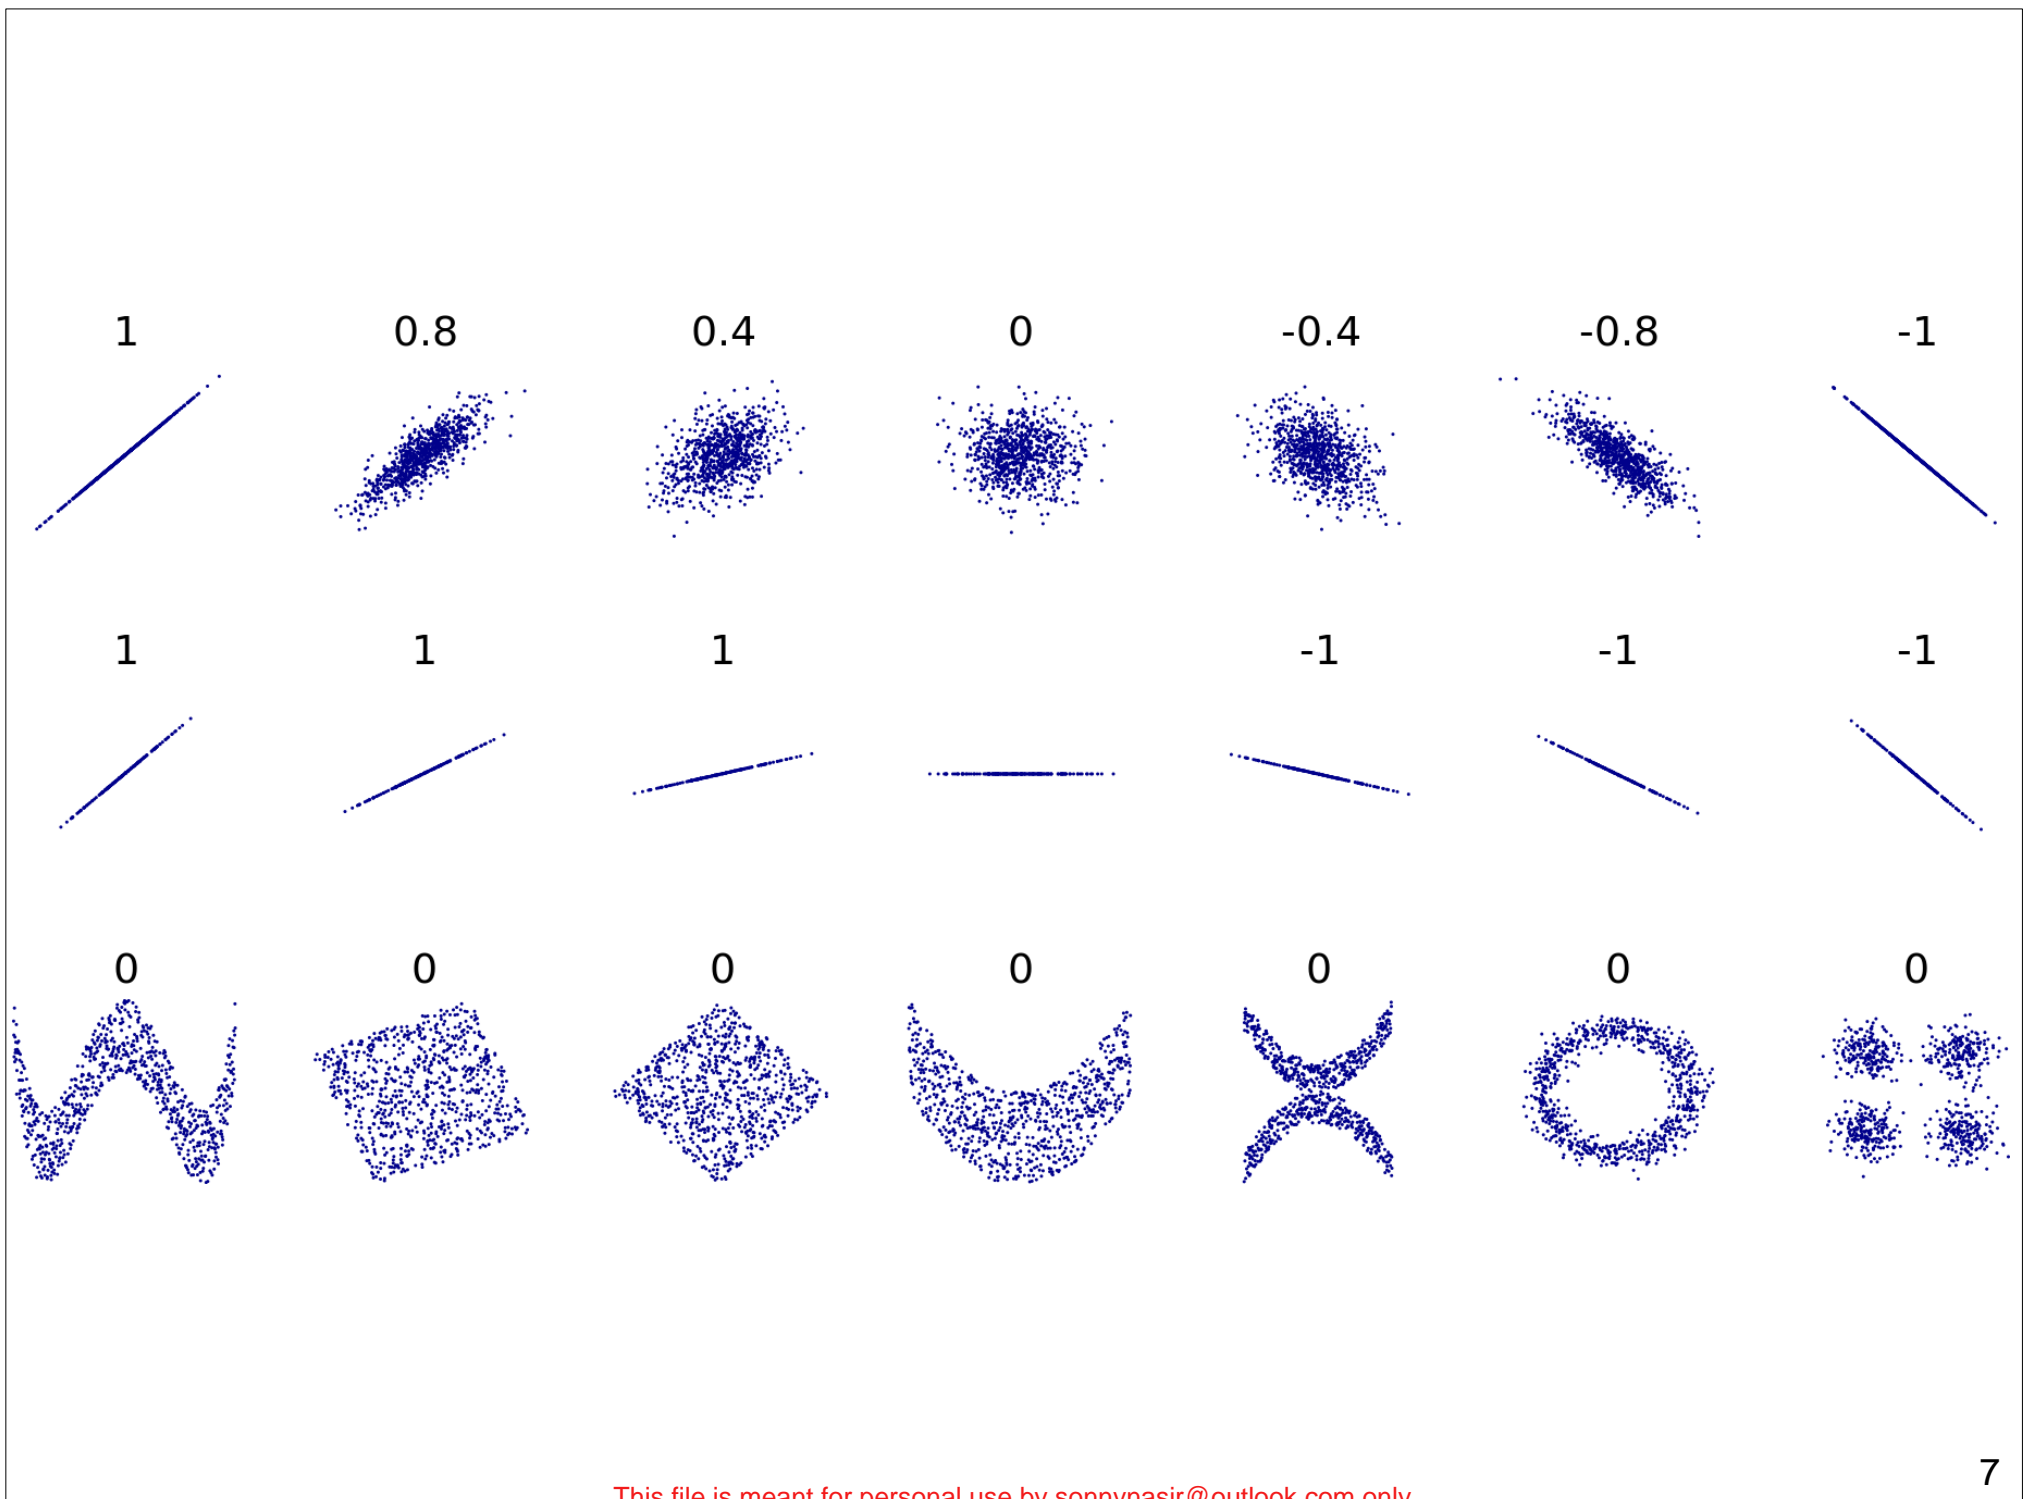 1 0.8 0.4 0 -0.4 -0.8 -1
1 1 1 -1 -1 -1
0 0 0 0 0 0 0
7
This file is meant for personal use by sonnynasir@outlook.com only